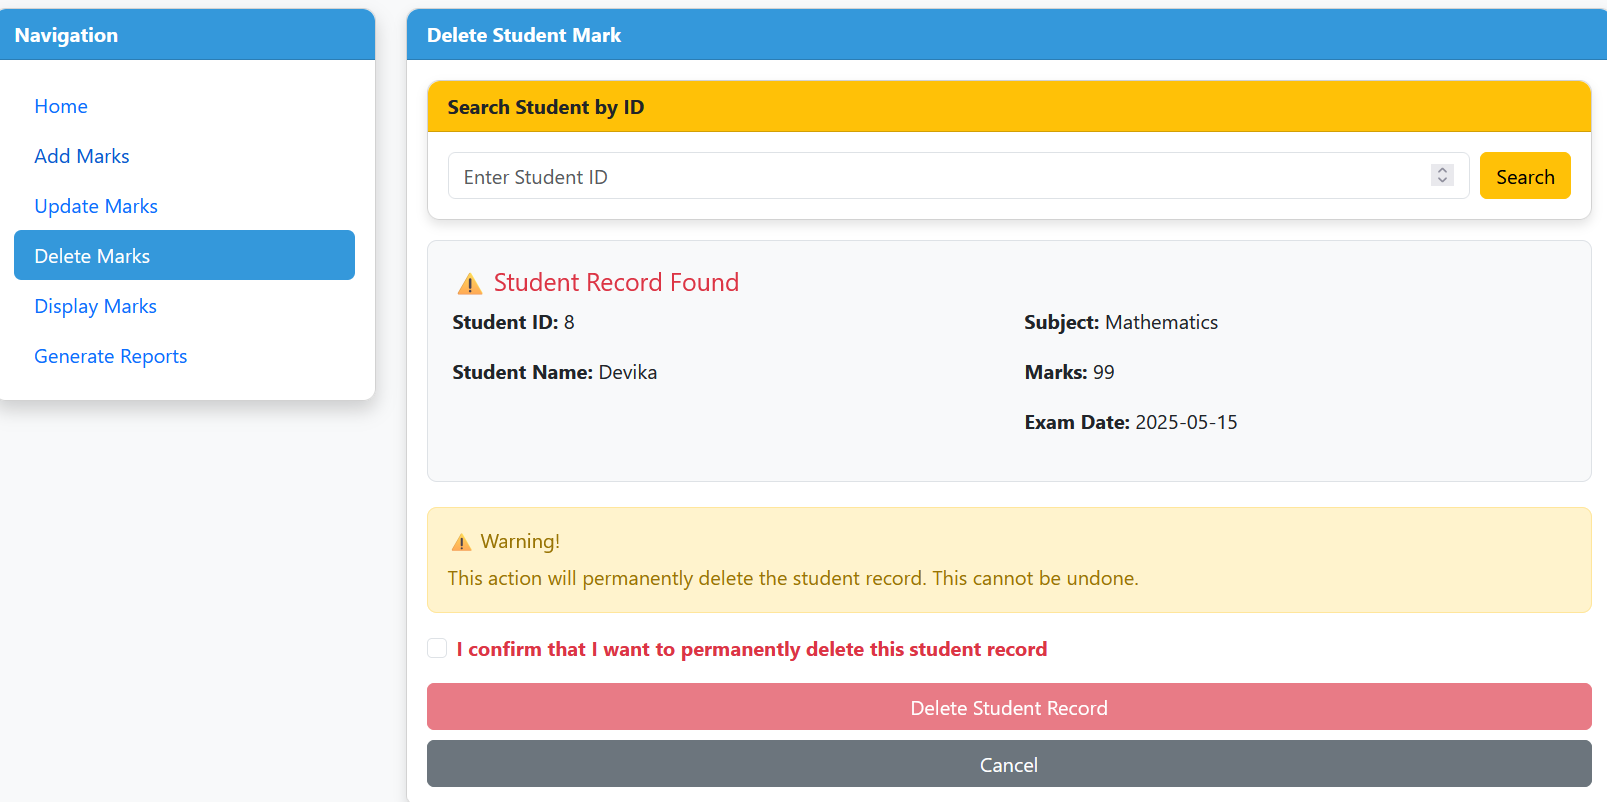 Navigation
Home
Add Marks
Update Marks
Delete Marks
Display Marks
Generate Reports
Delete Student Mark
Search Student by ID
Enter Student ID
Search
Student Record Found
Student ID: 8
Student Name: Devika
Subject: Mathematics
Marks: 99
Exam Date: 2025-05-15
Warning!
This action will permanently delete the student record. This cannot be undone.
I confirm that I want to permanently delete this student record
Delete Student Record
Cancel